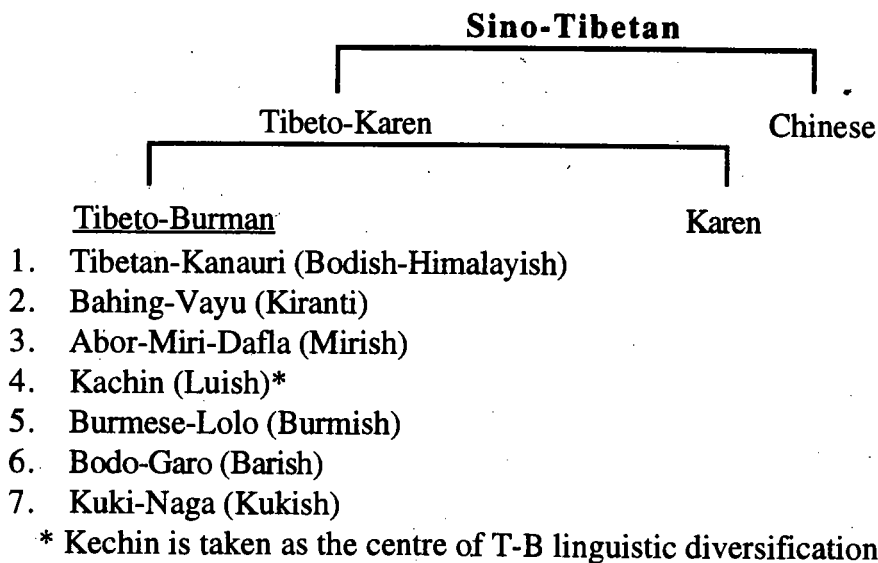 Sino-Tibetan
Tibeto-Karen Chinese
Tibeto-Burman Karen
1. Tibetan-Kanauri (Bodish-Himalayish)
2. Bahing-Vayu (Kiranti)
3. Abor-Miri-Dafla (Mirish)
4. Kachin (Luish)*
5. Burmese-Lolo (Burmish)
6. Bodo-Garo (Barish)
7. Kuki-Naga (Kukish)
* Kechin is taken as the centre of T-B linguistic diversification